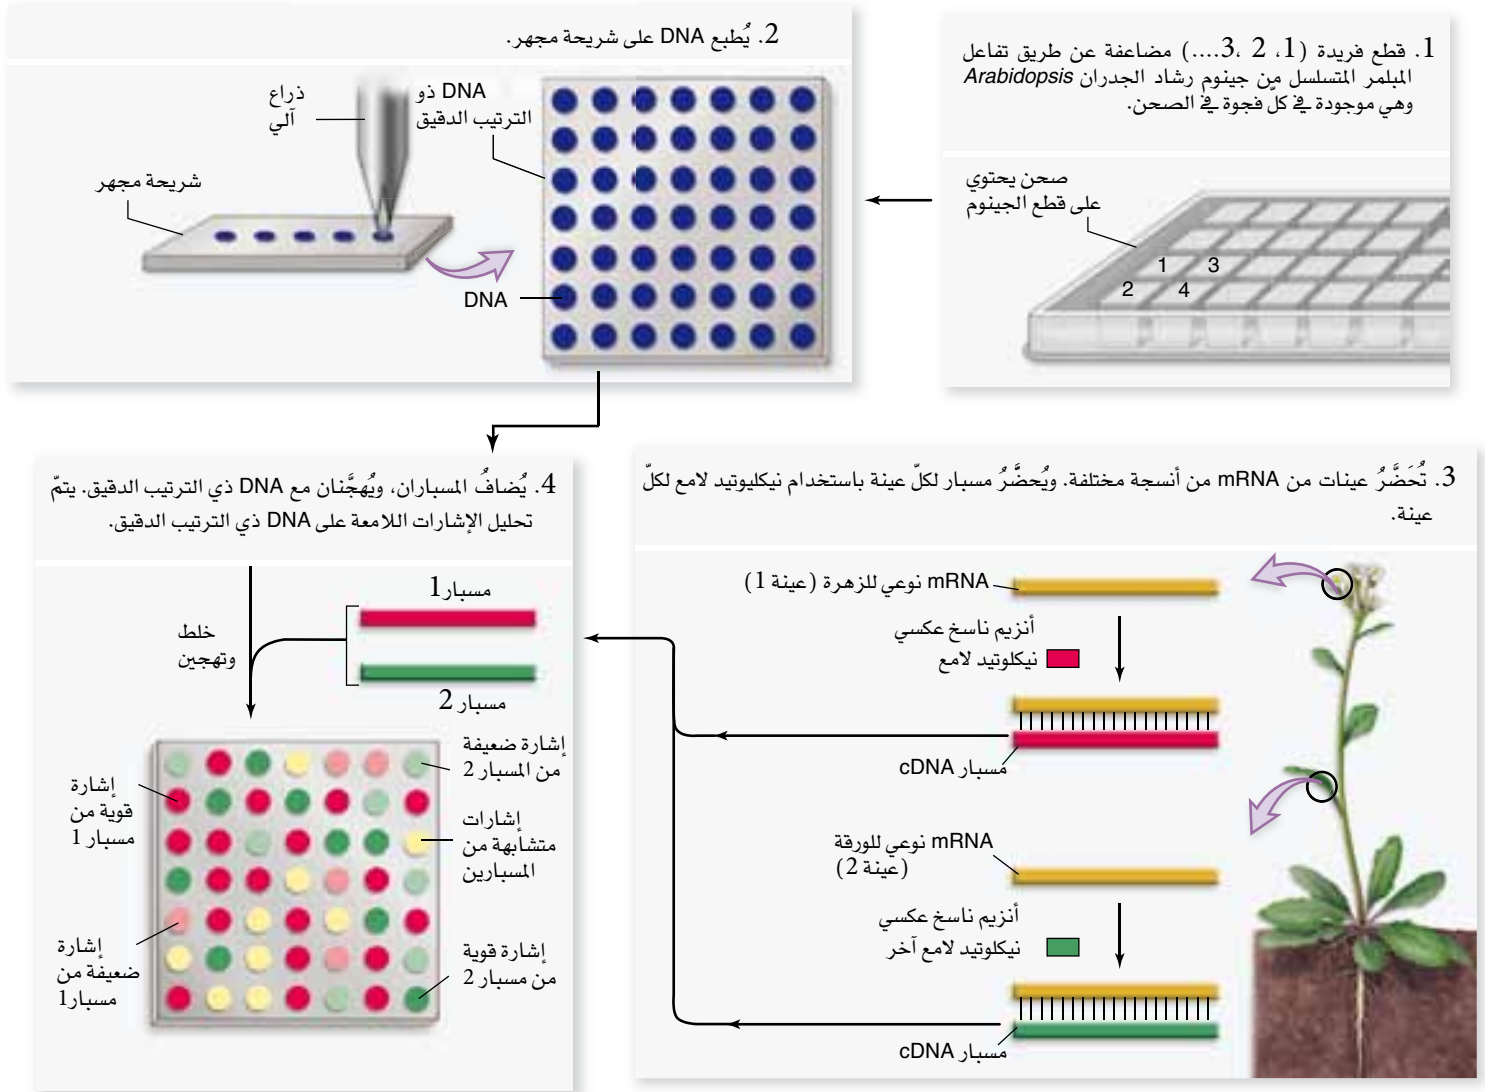 1. قطع فريدة (1، 2 ،3....) مضاعفة عن طريق تفاعل
المبلمر المتسلسل من جينوم رشاد الجدران Arabidopsis
وهي موجودة في كلّ فجوة في الصحن.
صحن يحتوي
على قطع الجينوم
1
3
2
4
2. يُطبع DNA على شريحة مجهر.
DNA ذو
الترتيب الدقيق
ذراع
آلي
شريحة مجهر
DNA
3. تُحَضَّرُ عينات من mRNA من أنسجة مختلفة. ويُحضَّرُ مسبار لكلّ عينة باستخدام نيكليوتيد لامع لكلّ
عينة.
mRNA نوعي للزهرة (عينة 1)
أنزيم ناسخ عكسي
نيكلوتيد لامع
مسبار cDNA
mRNA نوعي للورقة
(عينة 2)
أنزيم ناسخ عكسي
نيكلوتيد لامع آخر
مسبار cDNA
4. يُضافُ المسباران، ويُهجَّنان مع DNA ذي الترتيب الدقيق. يتمّ
تحليل الإشارات اللامعة على DNA ذي الترتيب الدقيق.
مسبار1
خلط
وتهجين
مسبار 2
إشارة ضعيفة
من المسبار 2
إشارة
قوية من
مسبار 1
إشارات
متشابهة من
المسبارين
إشارة
ضعيفة من
مسبار1
إشارة قوية
من مسبار 2